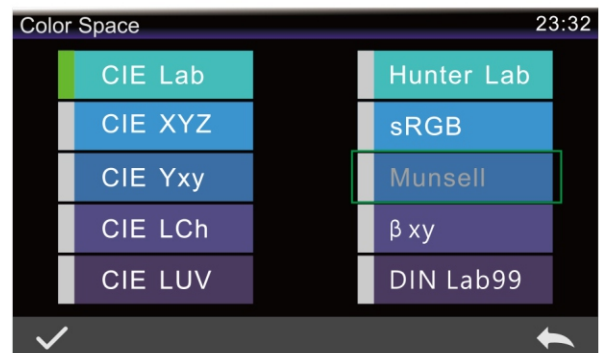 Color Space 23:32
CIE Lab
CIE XYZ
CIE Yxy
CIE LCh
CIE LUV
Hunter Lab
sRGB
Munsell
β xy
DIN Lab99